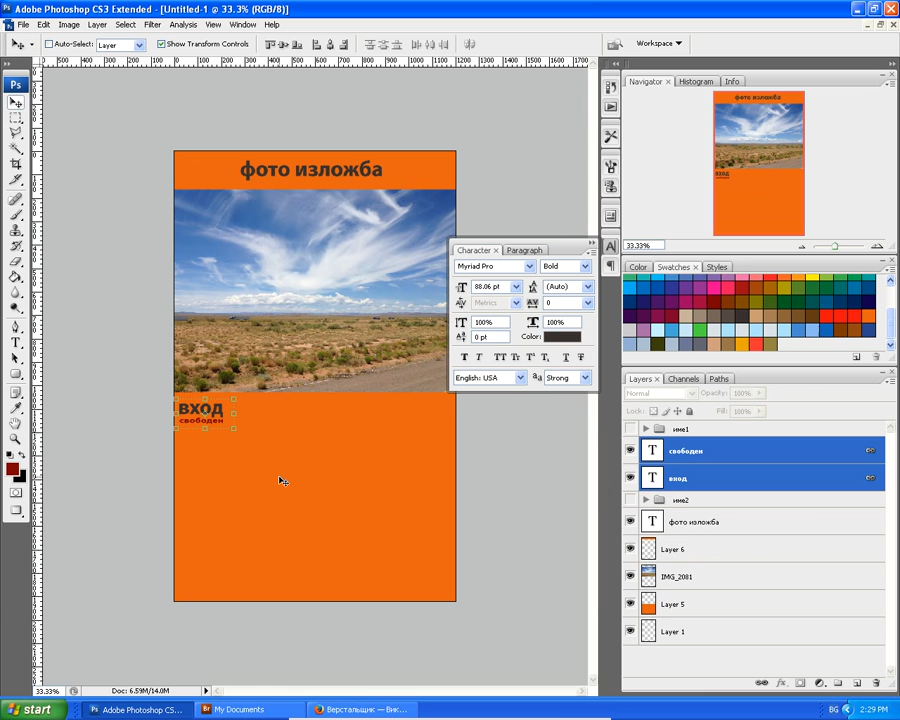 Adobe Photoshop CS3 Extended - [Untitled-1 @ 33.3% (RGB/8)]
File Edit Image Layer Select Filter Analysis View Window Help
Auto-Select: Layer Show Transform Controls Workspace
Ps
фото изложба
вход
свободен
Character Paragraph
Myriad Pro Bold
88.06 pt (Auto)
Metrics 0
100% 100%
0 pt Color:
English: USA Strong
Navigator Histogram Info
фото изложба
вход
33.33%
Color Swatches Styles
Layers Channels Paths
Normal Opacity: 100%
Lock: Fill: 100%
име1
свободен
вход
име2
фото изложба
Layer 6
IMG_2081
Layer 5
Layer 1
33.33% Doc: 6.59M/14.0M
start Adobe Photoshop CS... My Documents Верстальщик — Вик... BG 2:29 PM